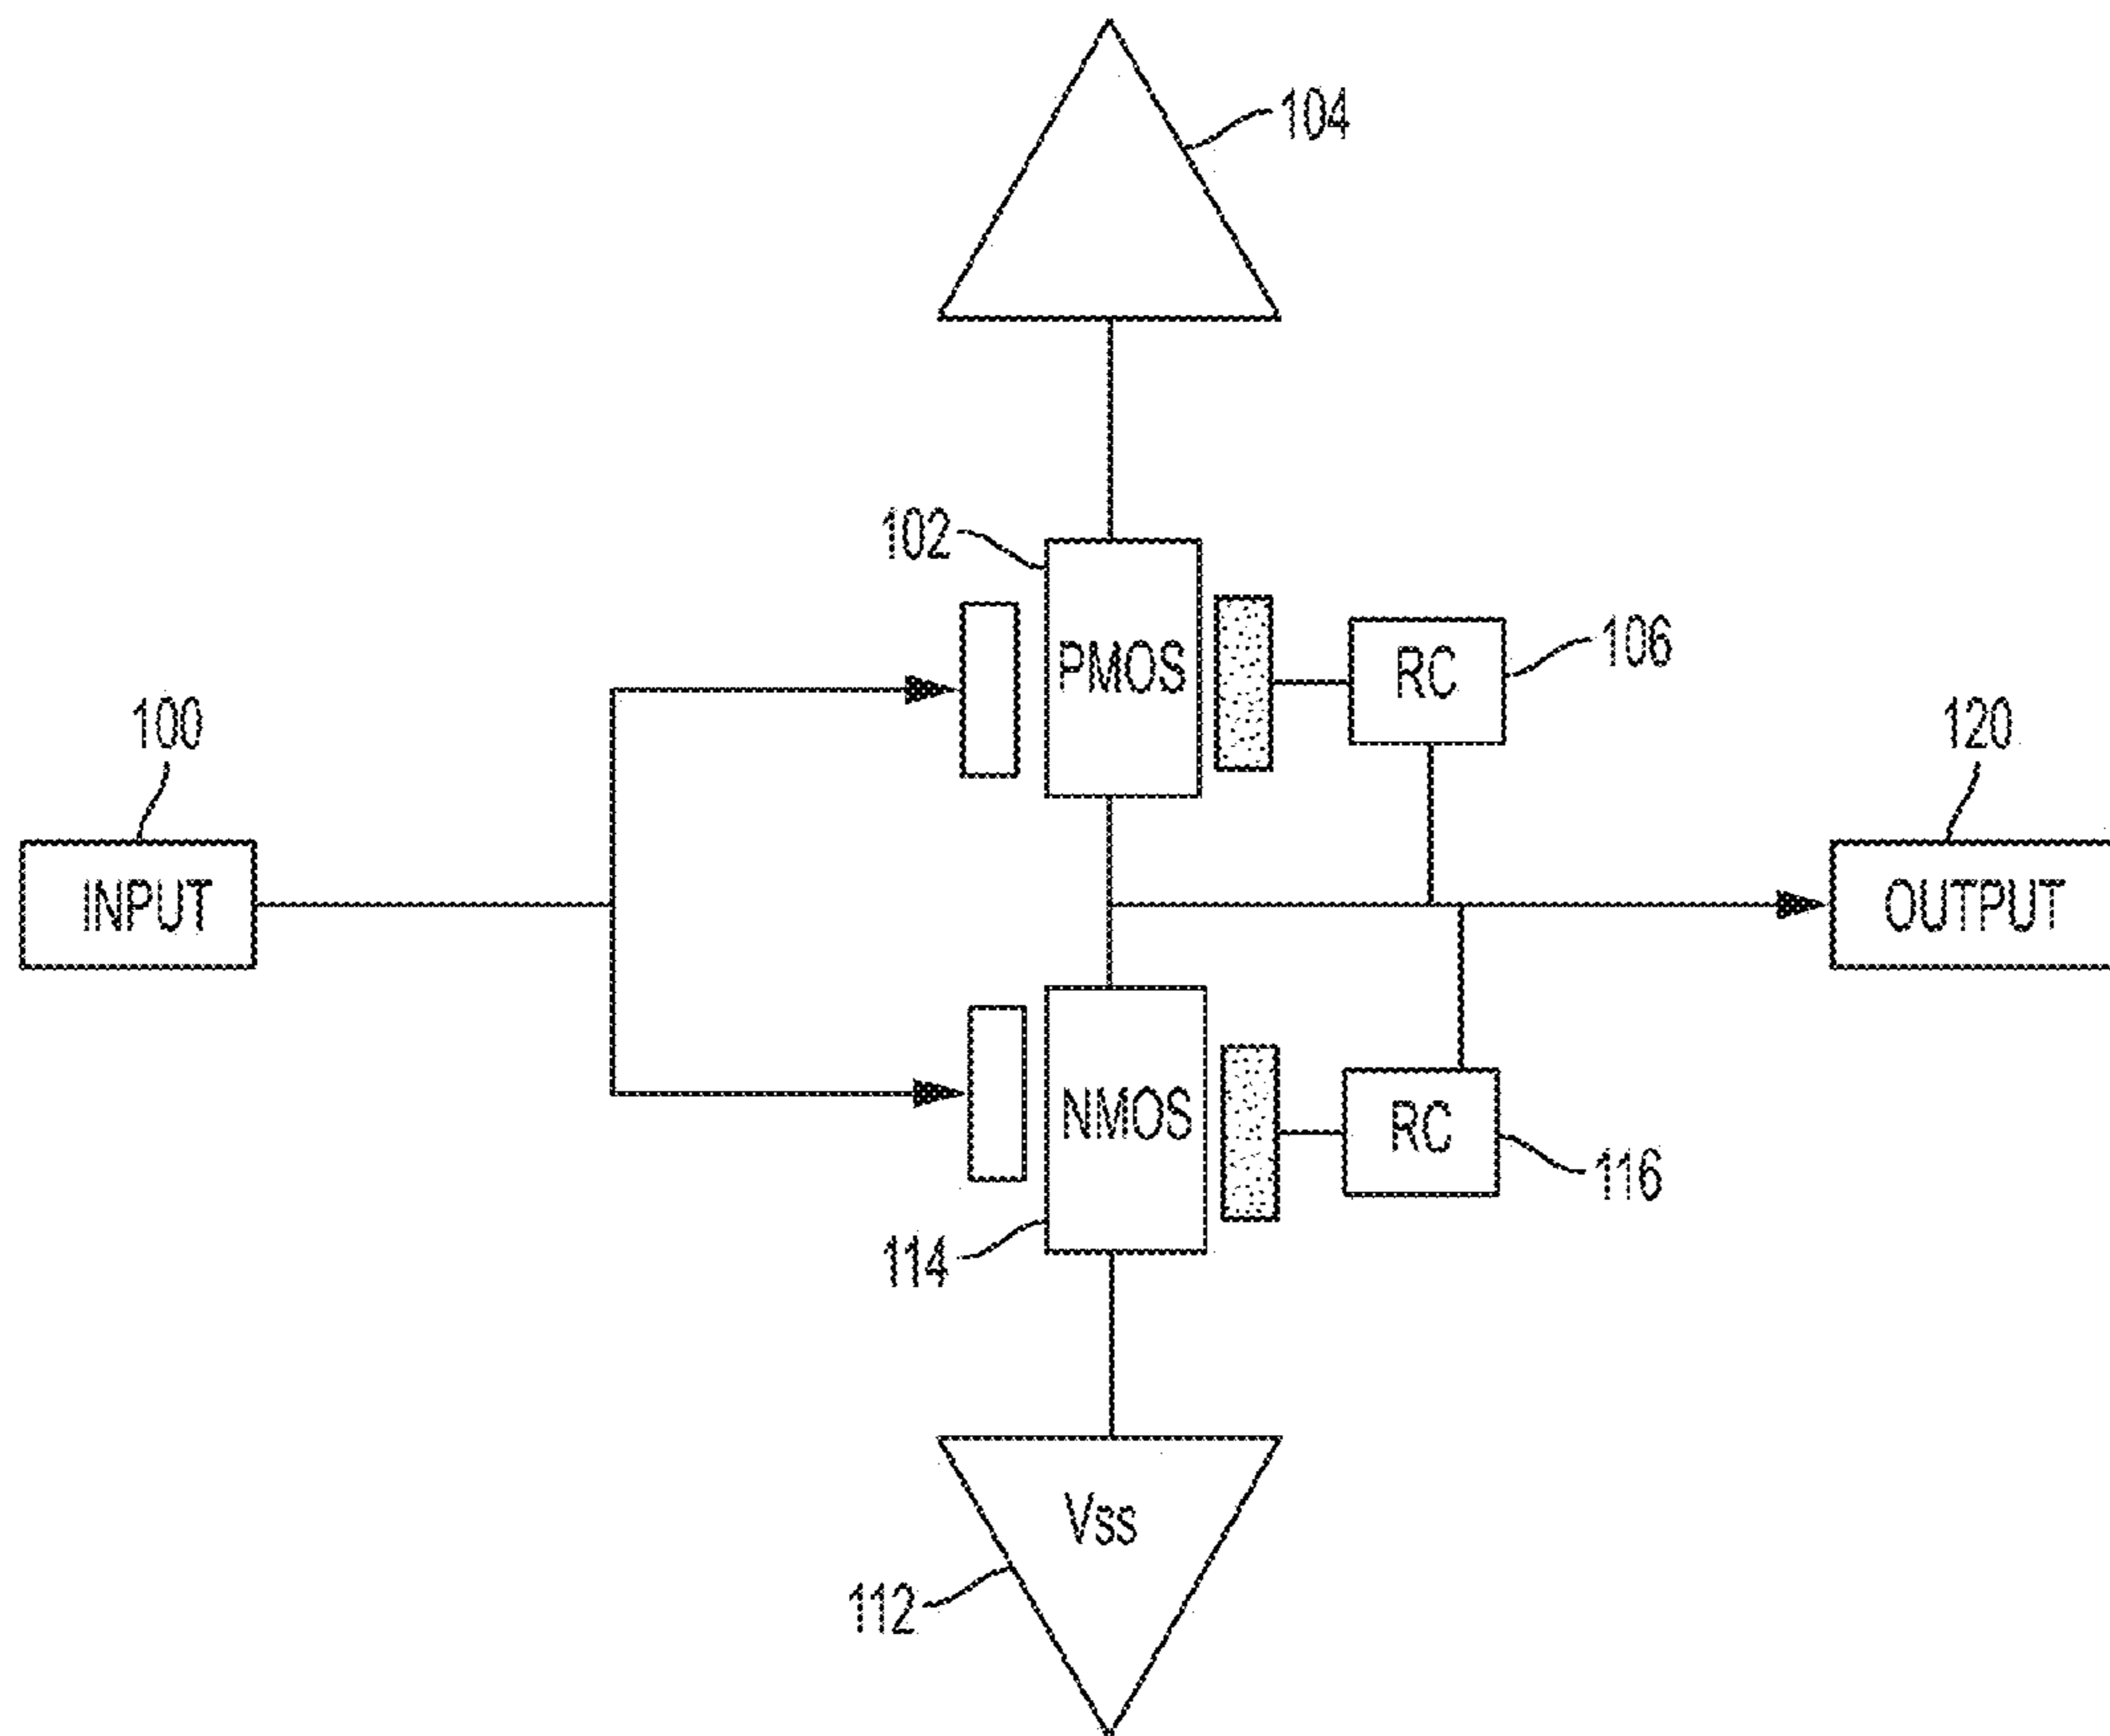 104
102
PMOS
RC
106
100
120
INPUT
OUTPUT
NMOS
RC
116
114
Vss
112